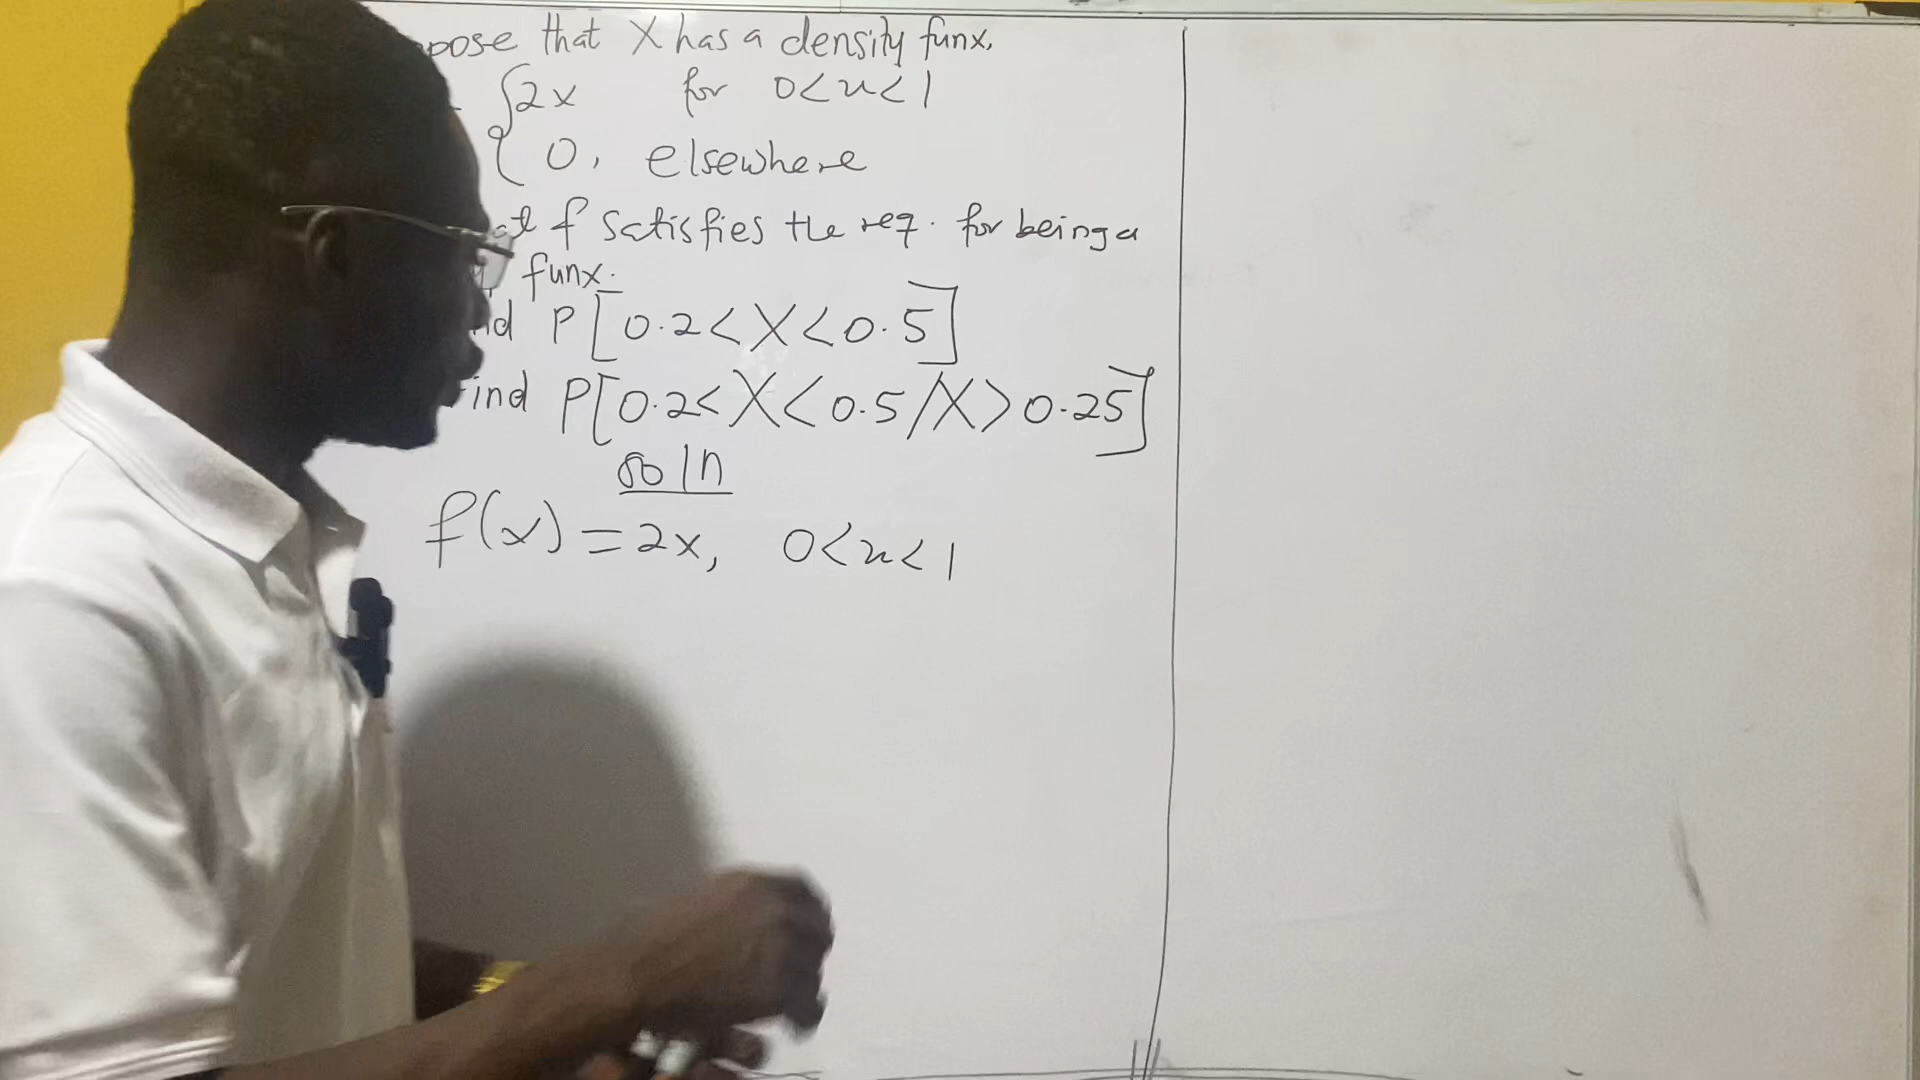 pose that X has a density funx,
{2x for 0<x<1
0, elsewhere
f satisfies the req. for being a
funx.
P[0.2<X<0.5]
ind P[0.2<X<0.5/X>0.25]
soln
f(x)=2x, 0<x<1